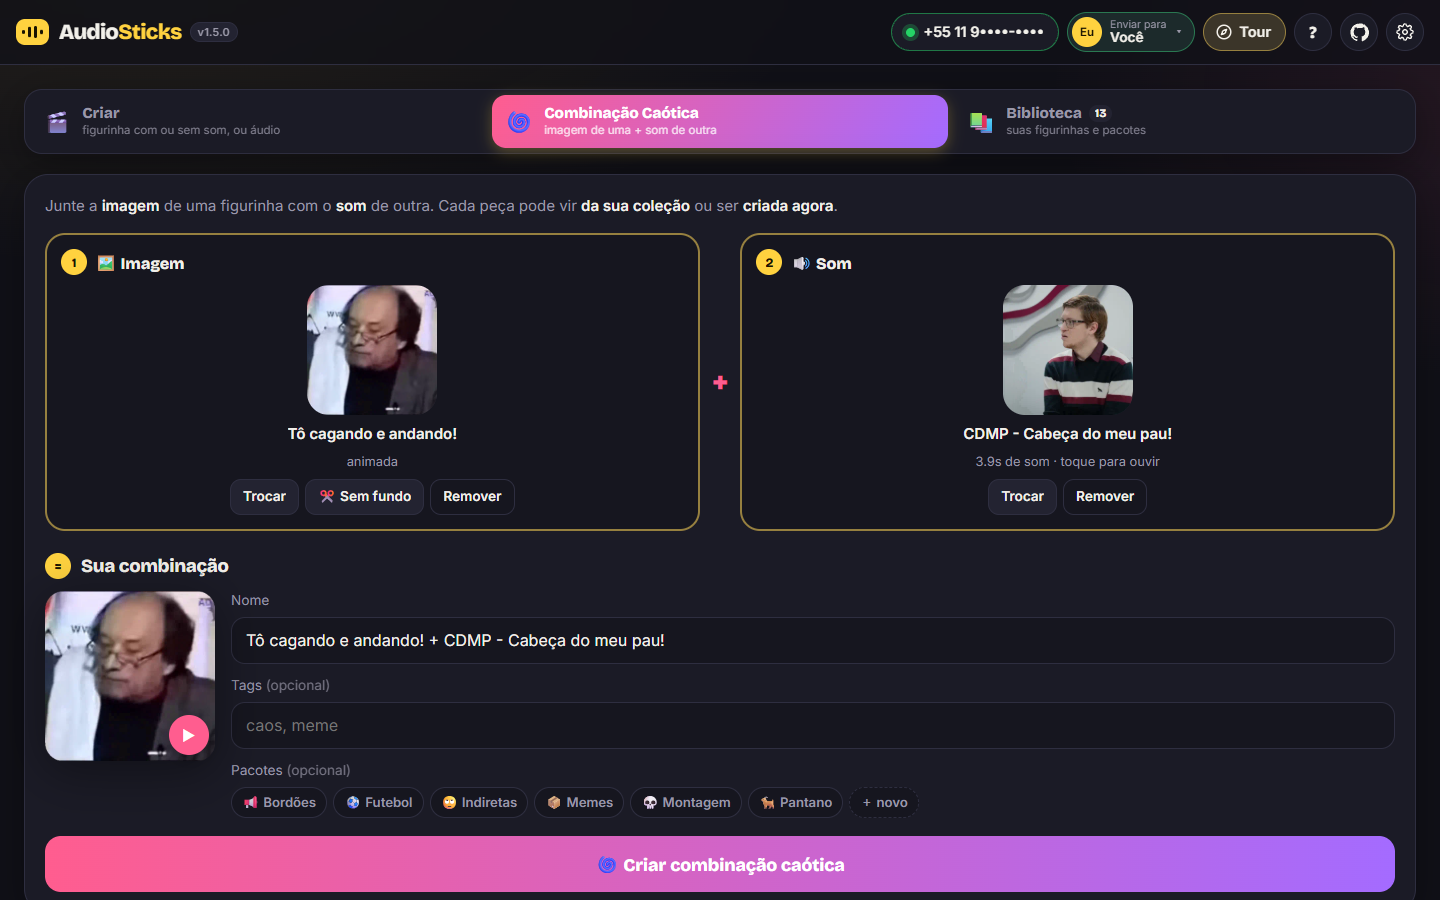 AudioSticks v1.5.0
+55 11 9••••-••••
Eu
Enviar para
Você
Tour
?
Criar
figurinha com ou sem som, ou áudio
Combinação Caótica
imagem de uma + som de outra
Biblioteca 13
suas figurinhas e pacotes
Junte a imagem de uma figurinha com o som de outra. Cada peça pode vir da sua coleção ou ser criada agora.
1 Imagem
Tô cagando e andando!
animada
Trocar
Sem fundo
Remover
+
2 Som
CDMP - Cabeça do meu pau!
3.9s de som · toque para ouvir
Trocar
Remover
= Sua combinação
Nome
Tô cagando e andando! + CDMP - Cabeça do meu pau!
Tags (opcional)
caos, meme
Pacotes (opcional)
Bordões
Futebol
Indiretas
Memes
Montagem
Pantano
+ novo
Criar combinação caótica